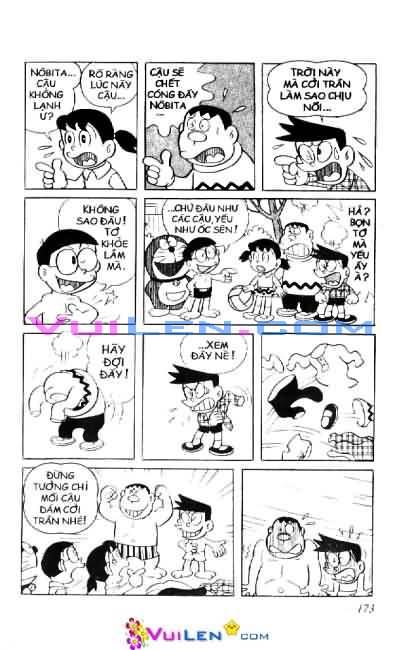 NÔBITA...
CẬU
KHÔNG
LẠNH
Ư?
RÕ RÀNG
LÚC NÃY
CẬU...
CẬU SẼ
CHẾT
CÓNG ĐẤY
NÔBITA
...
TRỜI NÀY
MÀ CỞI TRẦN
LÀM SAO CHỊU
NỔI...
KHÔNG
SAO ĐÂU!
TỚ
KHỎE
LẮM
MÀ.
...CHỨ ĐÂU NHƯ
CÁC CẬU, YẾU
NHƯ ỐC SÊN!
HẢ?
BỌN
TỚ
MÀ
YẾU
ẤY
À?
VUILEN.COM
HÃY
ĐỢI
ĐẤY!
...XEM
ĐÂY NÈ!
ĐỪNG
TƯỞNG CHỈ
MỖI CẬU
DÁM CỞI
TRẦN NHÉ!
173
VUILEN.COM